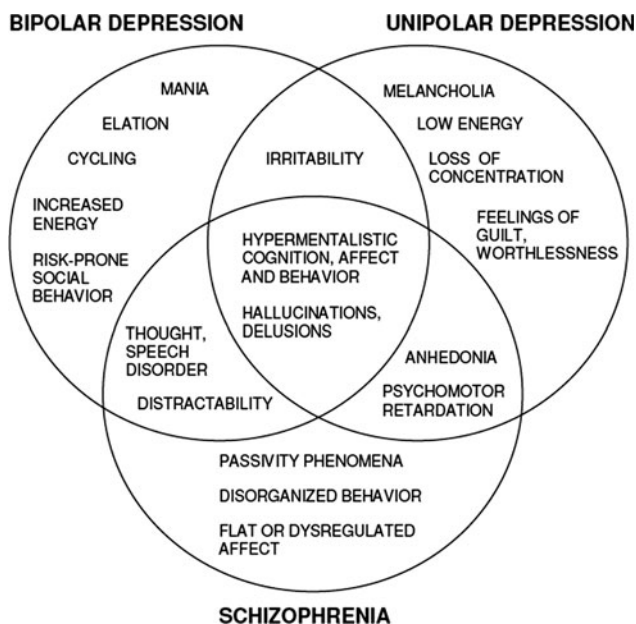 BIPOLAR DEPRESSION
UNIPOLAR DEPRESSION
MANIA
ELATION
CYCLING
INCREASED
ENERGY
RISK-PRONE
SOCIAL
BEHAVIOR
IRRITABILITY
MELANCHOLIA
LOW ENERGY
LOSS OF
CONCENTRATION
FEELINGS OF
GUILT,
WORTHLESSNESS
HYPERMENTALISTIC
COGNITION, AFFECT
AND BEHAVIOR
HALLUCINATIONS,
DELUSIONS
THOUGHT,
SPEECH
DISORDER
DISTRACTABILITY
ANHEDONIA
PSYCHOMOTOR
RETARDATION
PASSIVITY PHENOMENA
DISORGANIZED BEHAVIOR
FLAT OR DYSREGULATED
AFFECT
SCHIZOPHRENIA